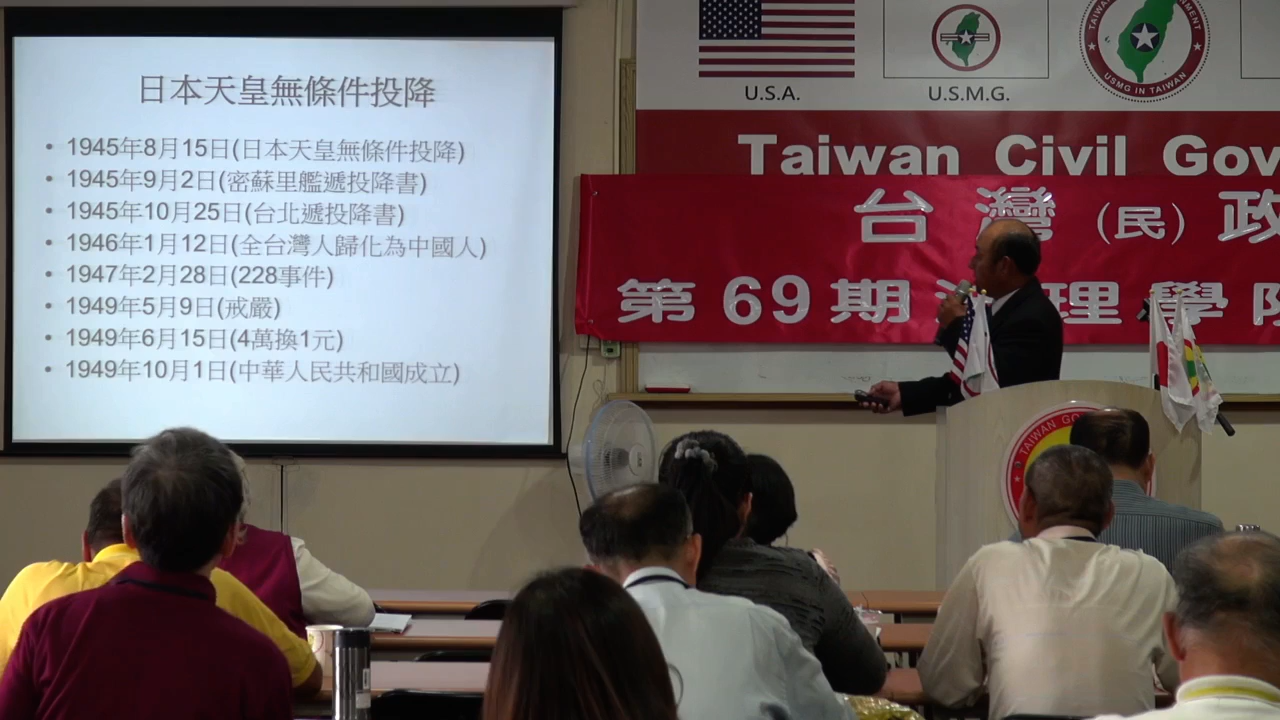 日本天皇無條件投降
• 1945年8月15日(日本天皇無條件投降)
• 1945年9月2日(密蘇里艦遞投降書)
• 1945年10月25日(台北遞投降書)
• 1946年1月12日(全台灣人歸化為中國人)
• 1947年2月28日(228事件)
• 1949年5月9日(戒嚴)
• 1949年6月15日(4萬換1元)
• 1949年10月1日(中華人民共和國成立)
U.S.A.
U.S.M.G.
USMG IN TAIWAN
Taiwan Civil Gov
台灣(民)政
第69期 理學院
TAIWAN GO